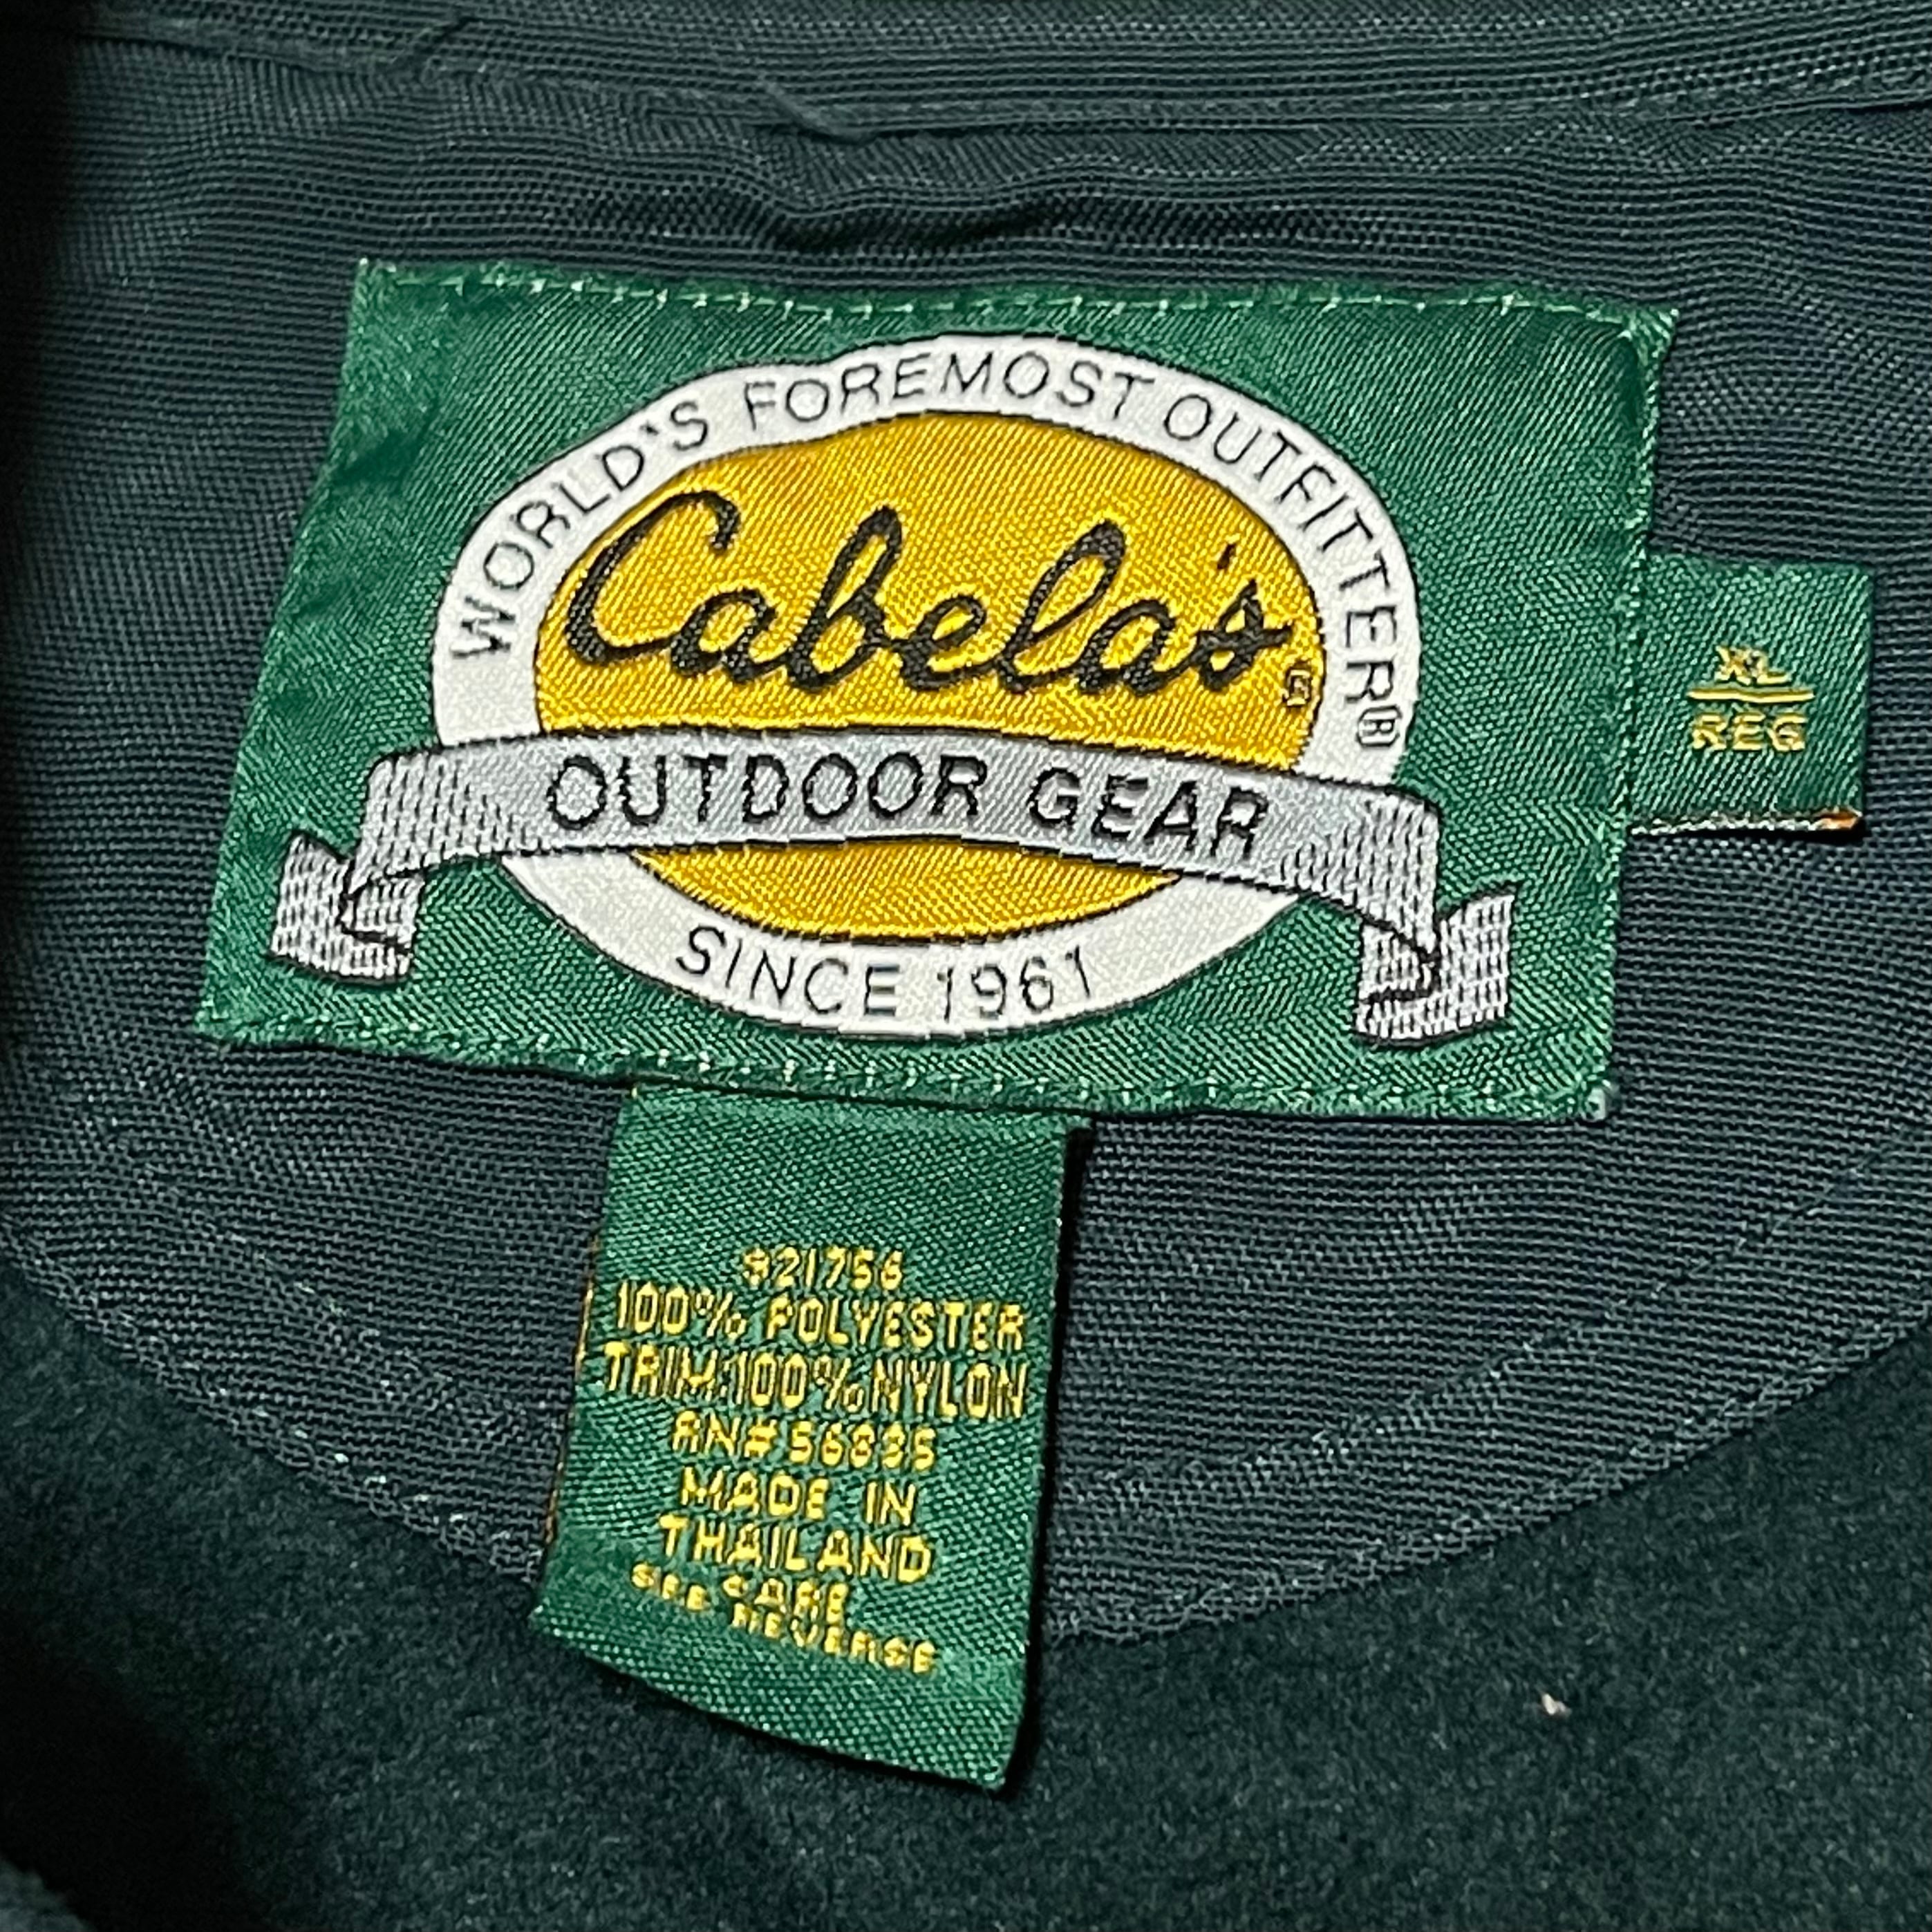 WORLD'S FOREMOST OUTFITTER®
Cabela's®
OUTDOOR GEAR
SINCE 1961
XL
REG
921756
100% POLYESTER
TRIM:100% NYLON
RN#56835
MADE IN
THAILAND
CARE
SEE REVERSE